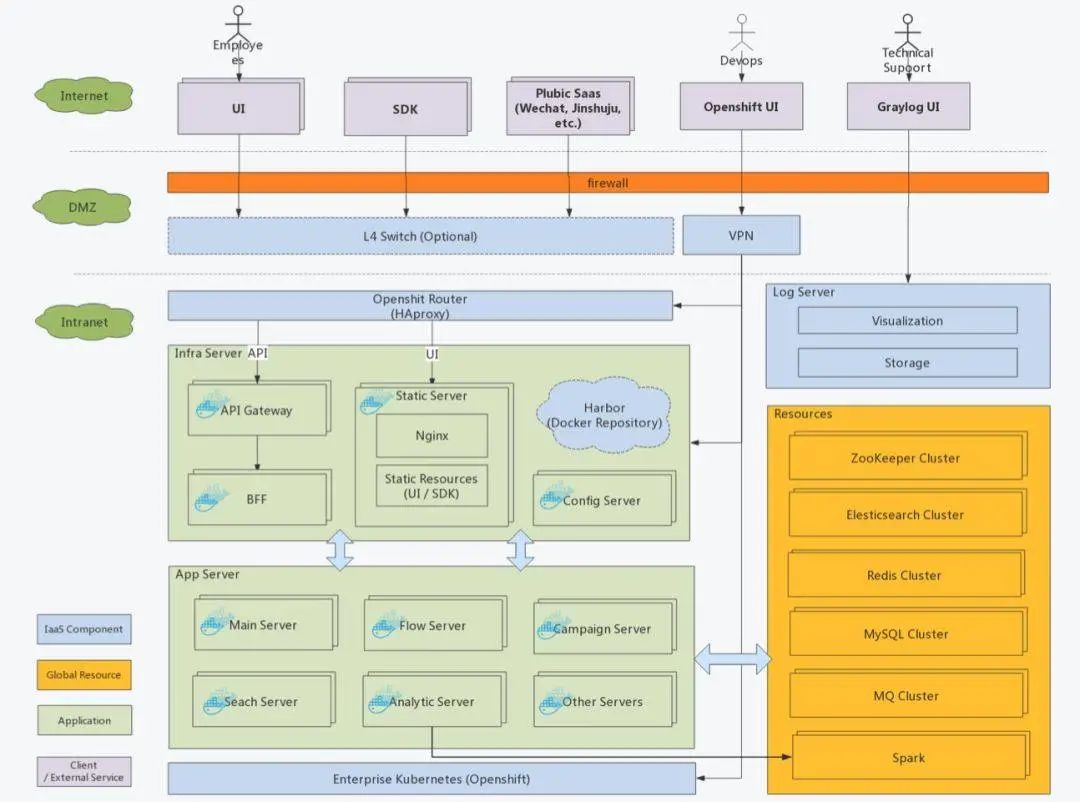 Employe
es
Devops
Technical
Support
Internet
UI
SDK
Plubic Saas
(Wechat, Jinshuju,
etc.)
Openshift UI
Graylog UI
firewall
DMZ
L4 Switch (Optional)
VPN
Intranet
Openshit Router
(HAproxy)
Log Server
Visualization
Storage
Infra Server
API
UI
API Gateway
Static Server
Nginx
Static Resources
(UI / SDK)
Harbor
(Docker Repository)
BFF
Config Server
Resources
ZooKeeper Cluster
Elesticsearch Cluster
Redis Cluster
MySQL Cluster
MQ Cluster
Spark
App Server
Main Server
Flow Server
Campaign Server
Seach Server
Analytic Server
Other Servers
Enterprise Kubernetes (Openshift)
IaaS Component
Global Resource
Application
Client
/ External Service